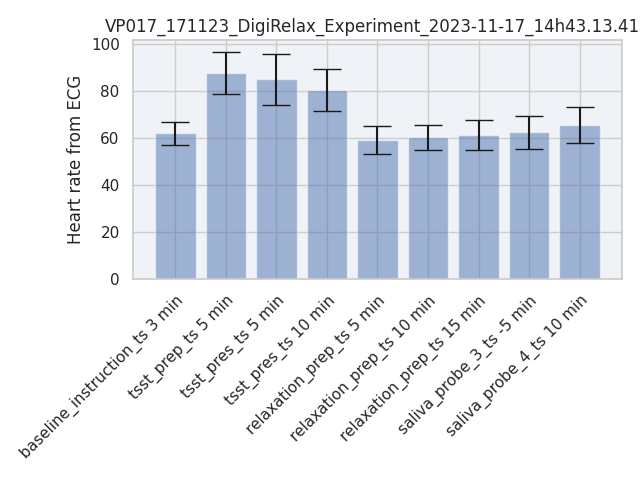 VP017_171123_DigiRelax_Experiment_2023-11-17_14h43.13.41
Heart rate from ECG
100
80
60
40
20
0
baseline_instruction_ts 3 min
tsst_prep_ts 5 min
tsst_pres_ts 5 min
tsst_pres_ts 10 min
relaxation_prep_ts 5 min
relaxation_prep_ts 10 min
relaxation_prep_ts 15 min
saliva_probe_3_ts -5 min
saliva_probe_4_ts 10 min